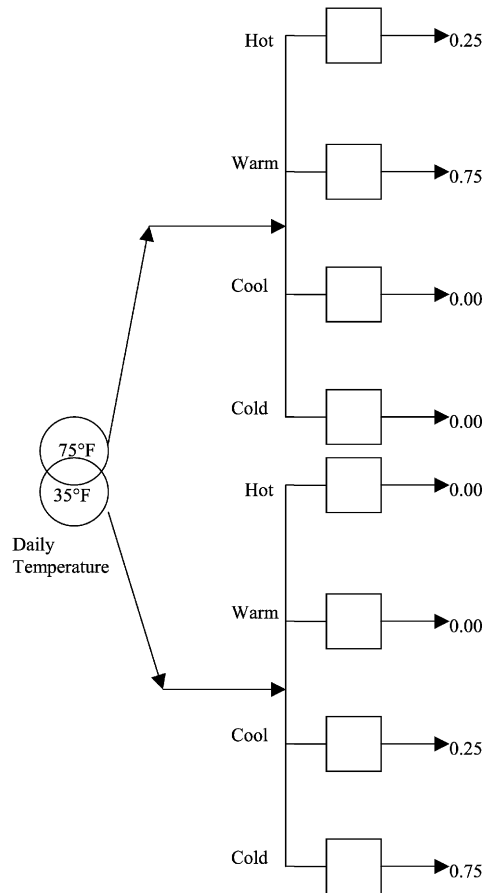 Hot
0.25
Warm
0.75
Cool
0.00
Cold
0.00
75°F
35°F
Daily
Temperature
Hot
0.00
Warm
0.00
Cool
0.25
Cold
0.75